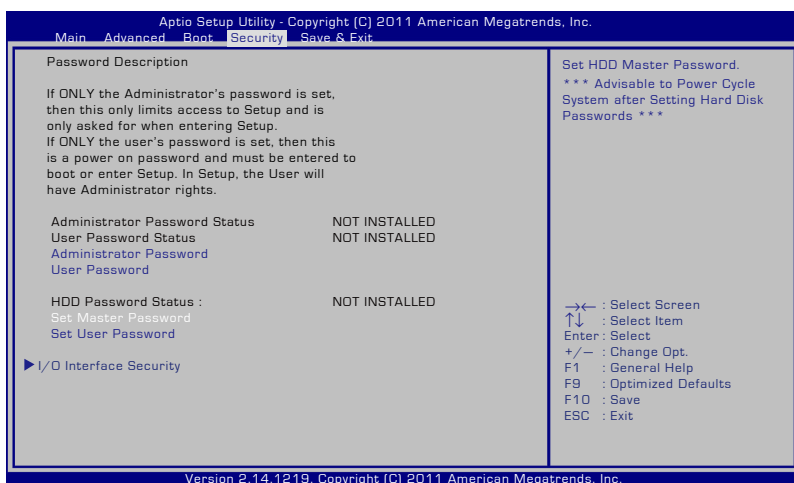 Aptio Setup Utility - Copyright (C) 2011 American Megatrends, Inc.
Main Advanced Boot Security Save & Exit
Password Description
If ONLY the Administrator's password is set,
then this only limits access to Setup and is
only asked for when entering Setup.
If ONLY the user's password is set, then this
is a power on password and must be entered to
boot or enter Setup. In Setup, the User will
have Administrator rights.
Administrator Password Status NOT INSTALLED
User Password Status NOT INSTALLED
Administrator Password
User Password
HDD Password Status : NOT INSTALLED
Set Master Password
Set User Password
I/O Interface Security
Set HDD Master Password.
*** Advisable to Power Cycle
System after Setting Hard Disk
Passwords ***
→← : Select Screen
↑↓ : Select Item
Enter : Select
+/— : Change Opt.
F1 : General Help
F9 : Optimized Defaults
F10 : Save
ESC : Exit
Version 2.14.1219. Copyright (C) 2011 American Megatrends, Inc.